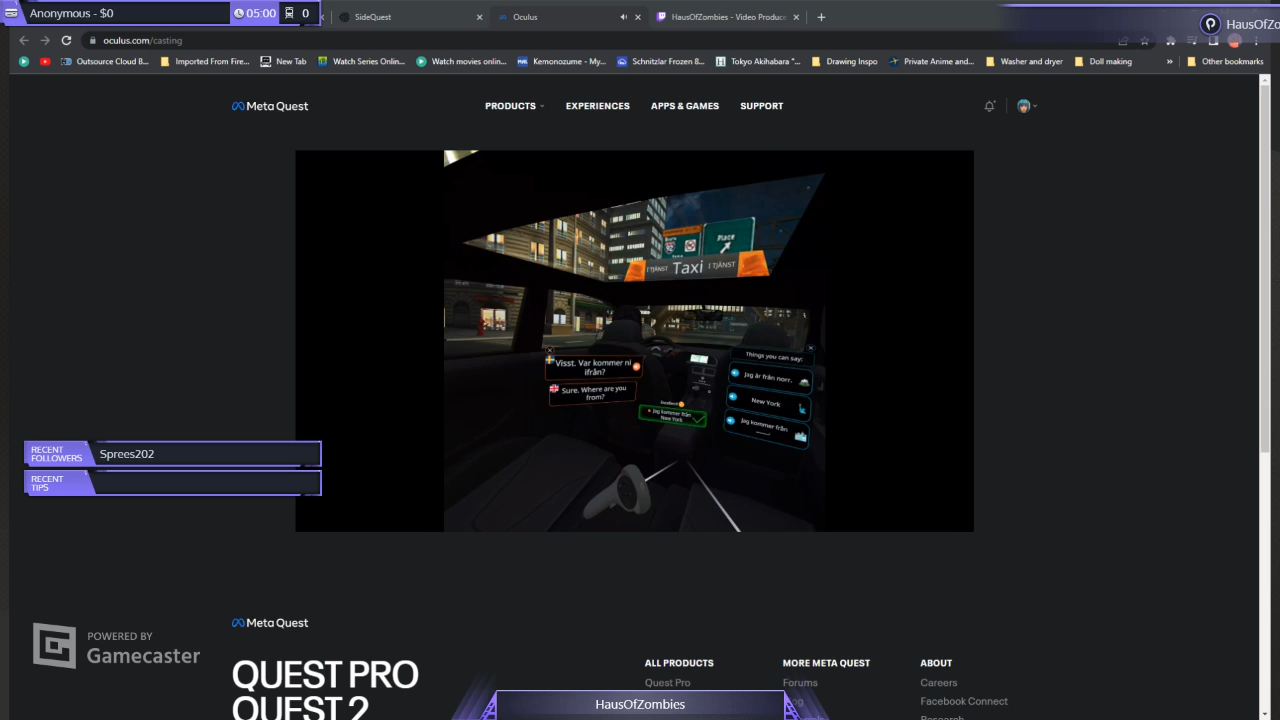 Anonymous - $0
05:00
0
SideQuest
Oculus
HausOfZombies - Video Produce
HausOfZo
oculus.com/casting
Outsource Cloud B...
Imported From Fire...
New Tab
Watch Series Onlin...
Watch movies onlin...
Kemonozume - My...
Schnitzlar Frozen 8...
Tokyo Akihabara "...
Drawing Inspo
Private Anime and...
Washer and dryer
Doll making
»
Other bookmarks
Meta Quest
PRODUCTS
EXPERIENCES
APPS & GAMES
SUPPORT
Place
I TJÄNST Taxi I TJÄNST
Visst. Var kommer ni
ifrån?
Sure. Where are you
from?
Excellent!
Jag kommer från
New York
Things you can say:
Jag är från norr.
New York
Jag kommer från
RECENT
FOLLOWERS
Sprees202
RECENT
TIPS
POWERED BY
Gamecaster
Meta Quest
QUEST PRO
QUEST 2
ALL PRODUCTS
Quest Pro
MORE META QUEST
Forums
ABOUT
Careers
Facebook Connect
Research
HausOfZombies